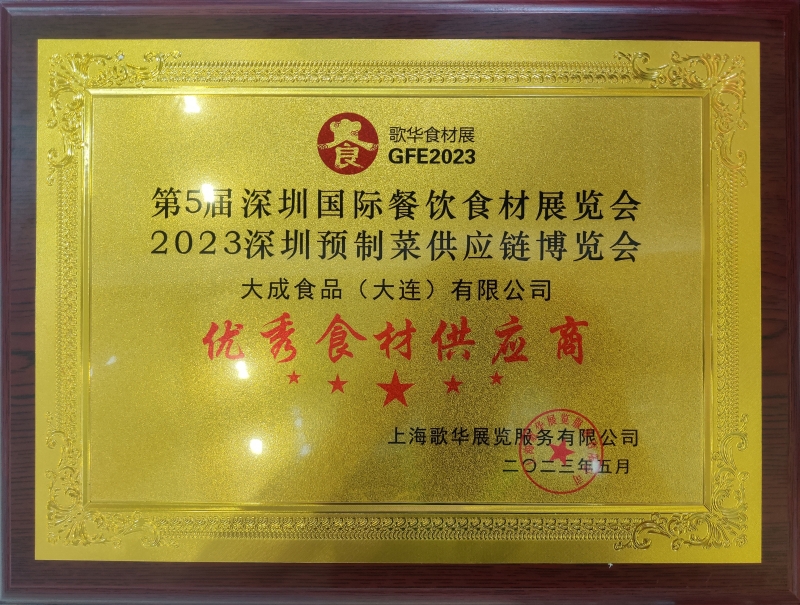 食
歌华食材展
GFE2023
第5届深圳国际餐饮食材展览会
2023深圳预制菜供应链博览会
大成食品（大连）有限公司
优秀食材供应商
上海歌华展览服务有限公司
二〇二三年五月